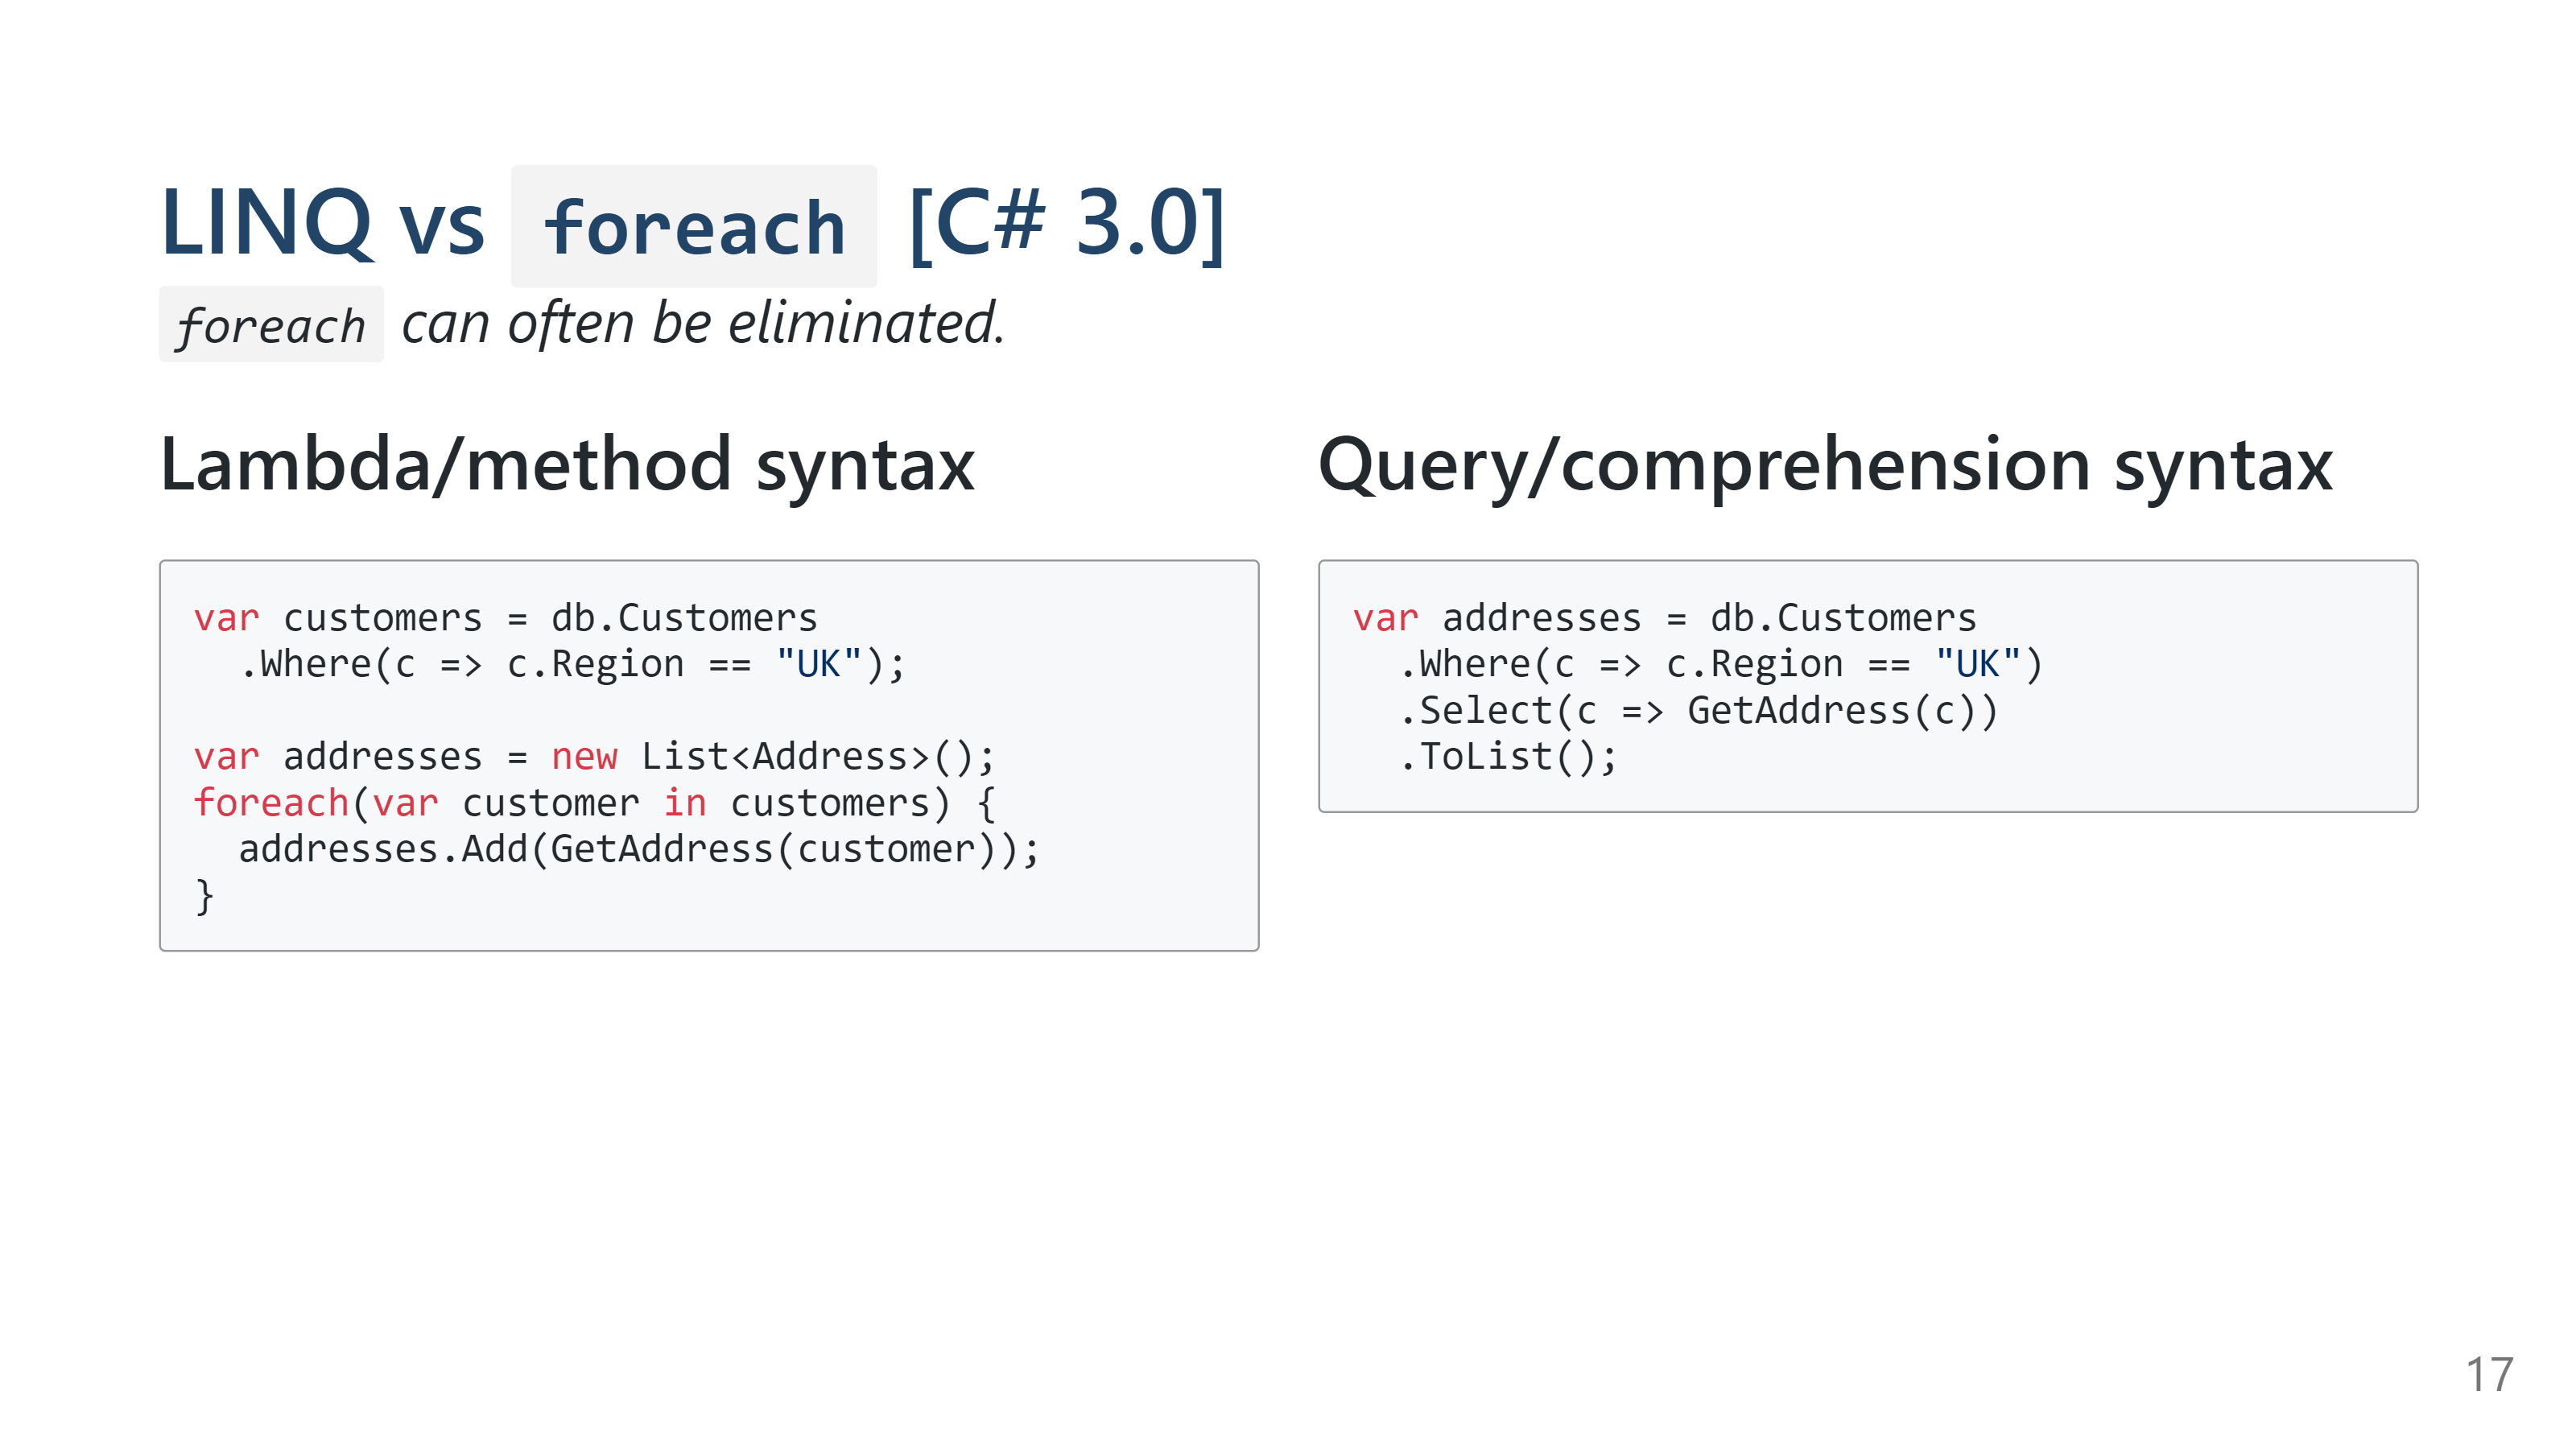 LINQ vs foreach [C# 3.0]
foreach can often be eliminated.
Lambda/method syntax
var customers = db.Customers
  .Where(c => c.Region == "UK");

var addresses = new List<Address>();
foreach(var customer in customers) {
  addresses.Add(GetAddress(customer));
}
Query/comprehension syntax
var addresses = db.Customers
  .Where(c => c.Region == "UK")
  .Select(c => GetAddress(c))
  .ToList();
17